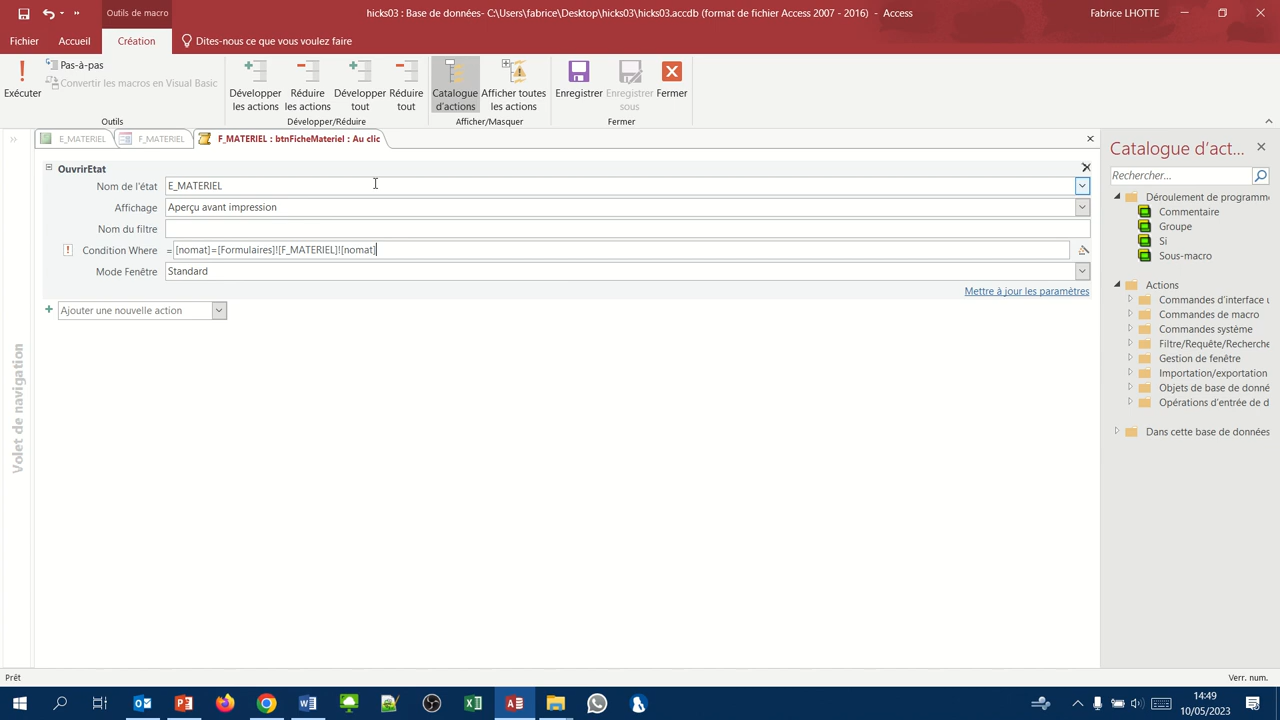 Outils de macro
hicks03 : Base de données- C:\Users\fabrice\Desktop\hicks03\hicks03.accdb (format de fichier Access 2007 - 2016) - Access
Fabrice LHOTTE
Fichier
Accueil
Création
Dites-nous ce que vous voulez faire
Exécuter
Pas-à-pas
Convertir les macros en Visual Basic
Outils
Développer les actions
Réduire les actions
Développer tout
Réduire tout
Développer/Réduire
Catalogue d'actions
Afficher toutes les actions
Afficher/Masquer
Enregistrer
Enregistrer sous
Fermer
Fermer
E_MATERIEL
F_MATERIEL
F_MATERIEL : btnFicheMateriel : Au clic
Volet de navigation
OuvrirEtat
Nom de l'état E_MATERIEL
Affichage Aperçu avant impression
Nom du filtre
Condition Where = [nomat]=[Formulaires]![F_MATERIEL]![nomat]
Mode Fenêtre Standard
Mettre à jour les paramètres
Ajouter une nouvelle action
Catalogue d'act...
Rechercher...
Déroulement de programme
Commentaire
Groupe
Si
Sous-macro
Actions
Commandes d'interface u
Commandes de macro
Commandes système
Filtre/Requête/Recherche
Gestion de fenêtre
Importation/exportation
Objets de base de donné
Opérations d'entrée de d
Dans cette base de données
Prêt
Verr. num.
14:49
10/05/2023